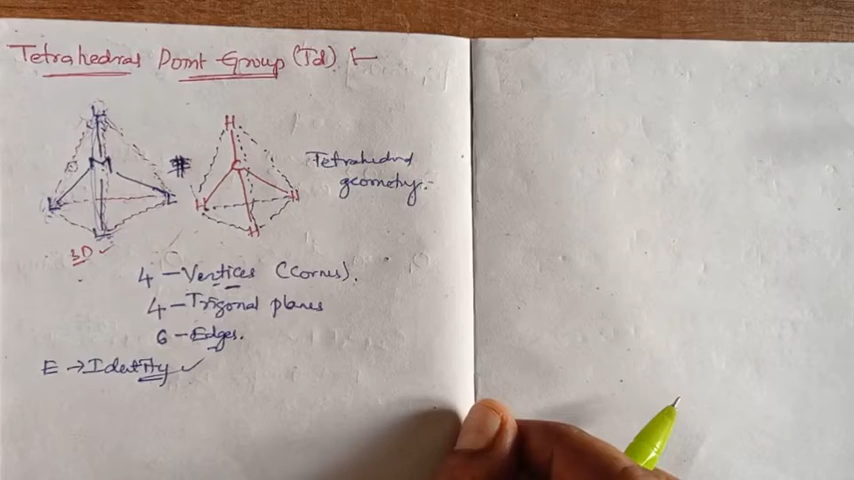 Tetrahedral Point Group (Td) :-
L
M
L
L
L
3D ✓
H
C
H
H
H
Tetrahedral
geometry:-
4 - Vertices (Corners).
4 - Trigonal planes
6 - Edges.
E → Identity ✓